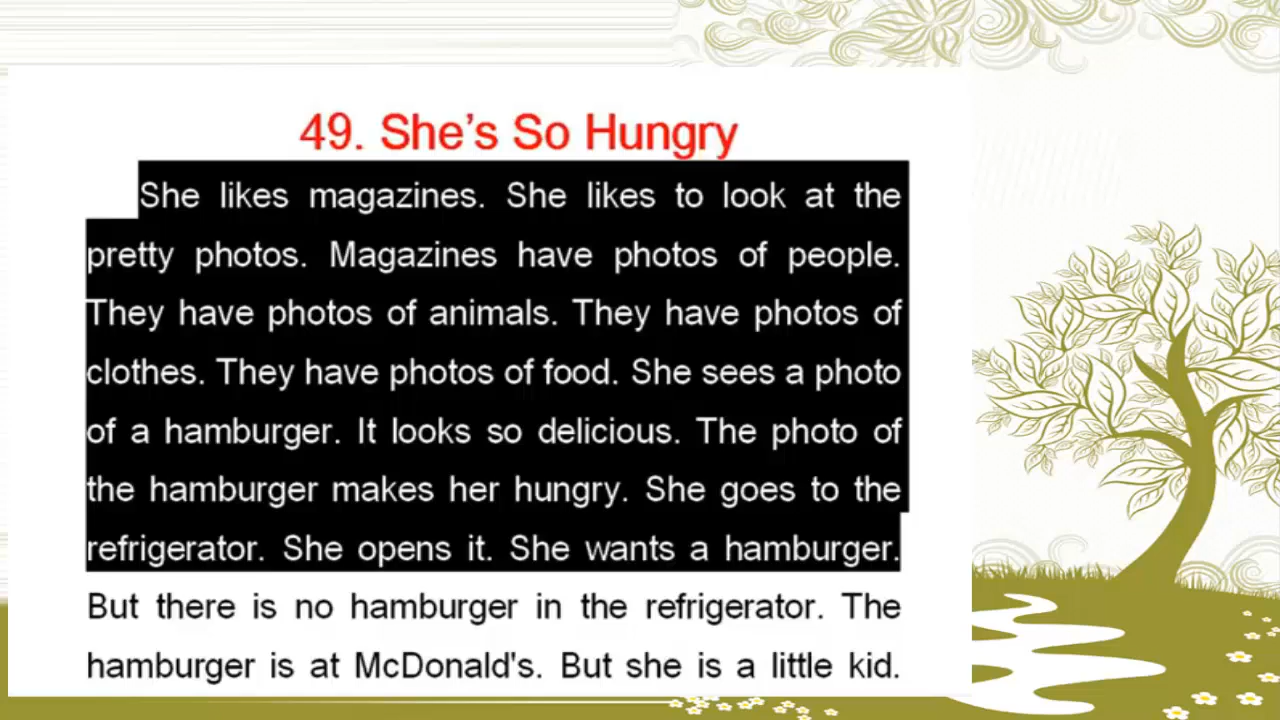 49. She's So Hungry
She likes magazines. She likes to look at the
pretty photos. Magazines have photos of people.
They have photos of animals. They have photos of
clothes. They have photos of food. She sees a photo
of a hamburger. It looks so delicious. The photo of
the hamburger makes her hungry. She goes to the
refrigerator. She opens it. She wants a hamburger.
But there is no hamburger in the refrigerator. The
hamburger is at McDonald's. But she is a little kid.